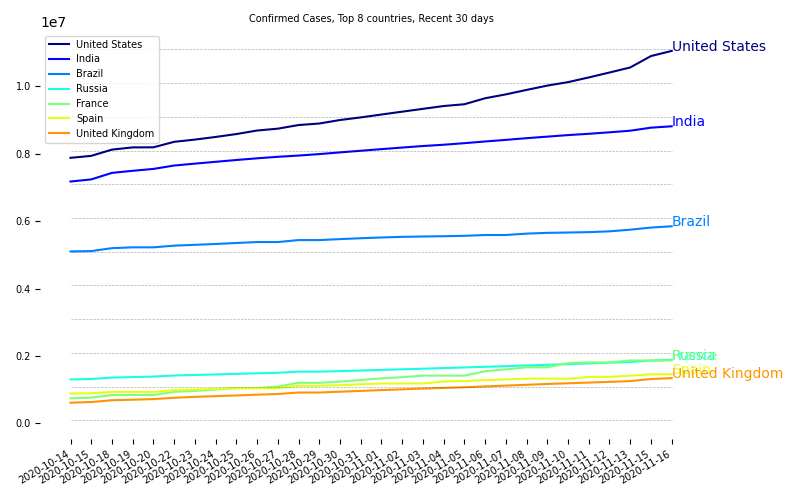 Confirmed Cases, Top 8 countries, Recent 30 days
1e7
United States
India
Brazil
Russia
France
Spain
United Kingdom
1.0
0.8
0.6
0.4
0.2
0.0
United States
India
Brazil
Russia
France
Spain
United Kingdom
2020-10-14
2020-10-15
2020-10-18
2020-10-19
2020-10-20
2020-10-22
2020-10-23
2020-10-24
2020-10-25
2020-10-26
2020-10-27
2020-10-28
2020-10-29
2020-10-30
2020-10-31
2020-11-01
2020-11-02
2020-11-03
2020-11-04
2020-11-05
2020-11-06
2020-11-07
2020-11-08
2020-11-09
2020-11-10
2020-11-11
2020-11-12
2020-11-13
2020-11-15
2020-11-16